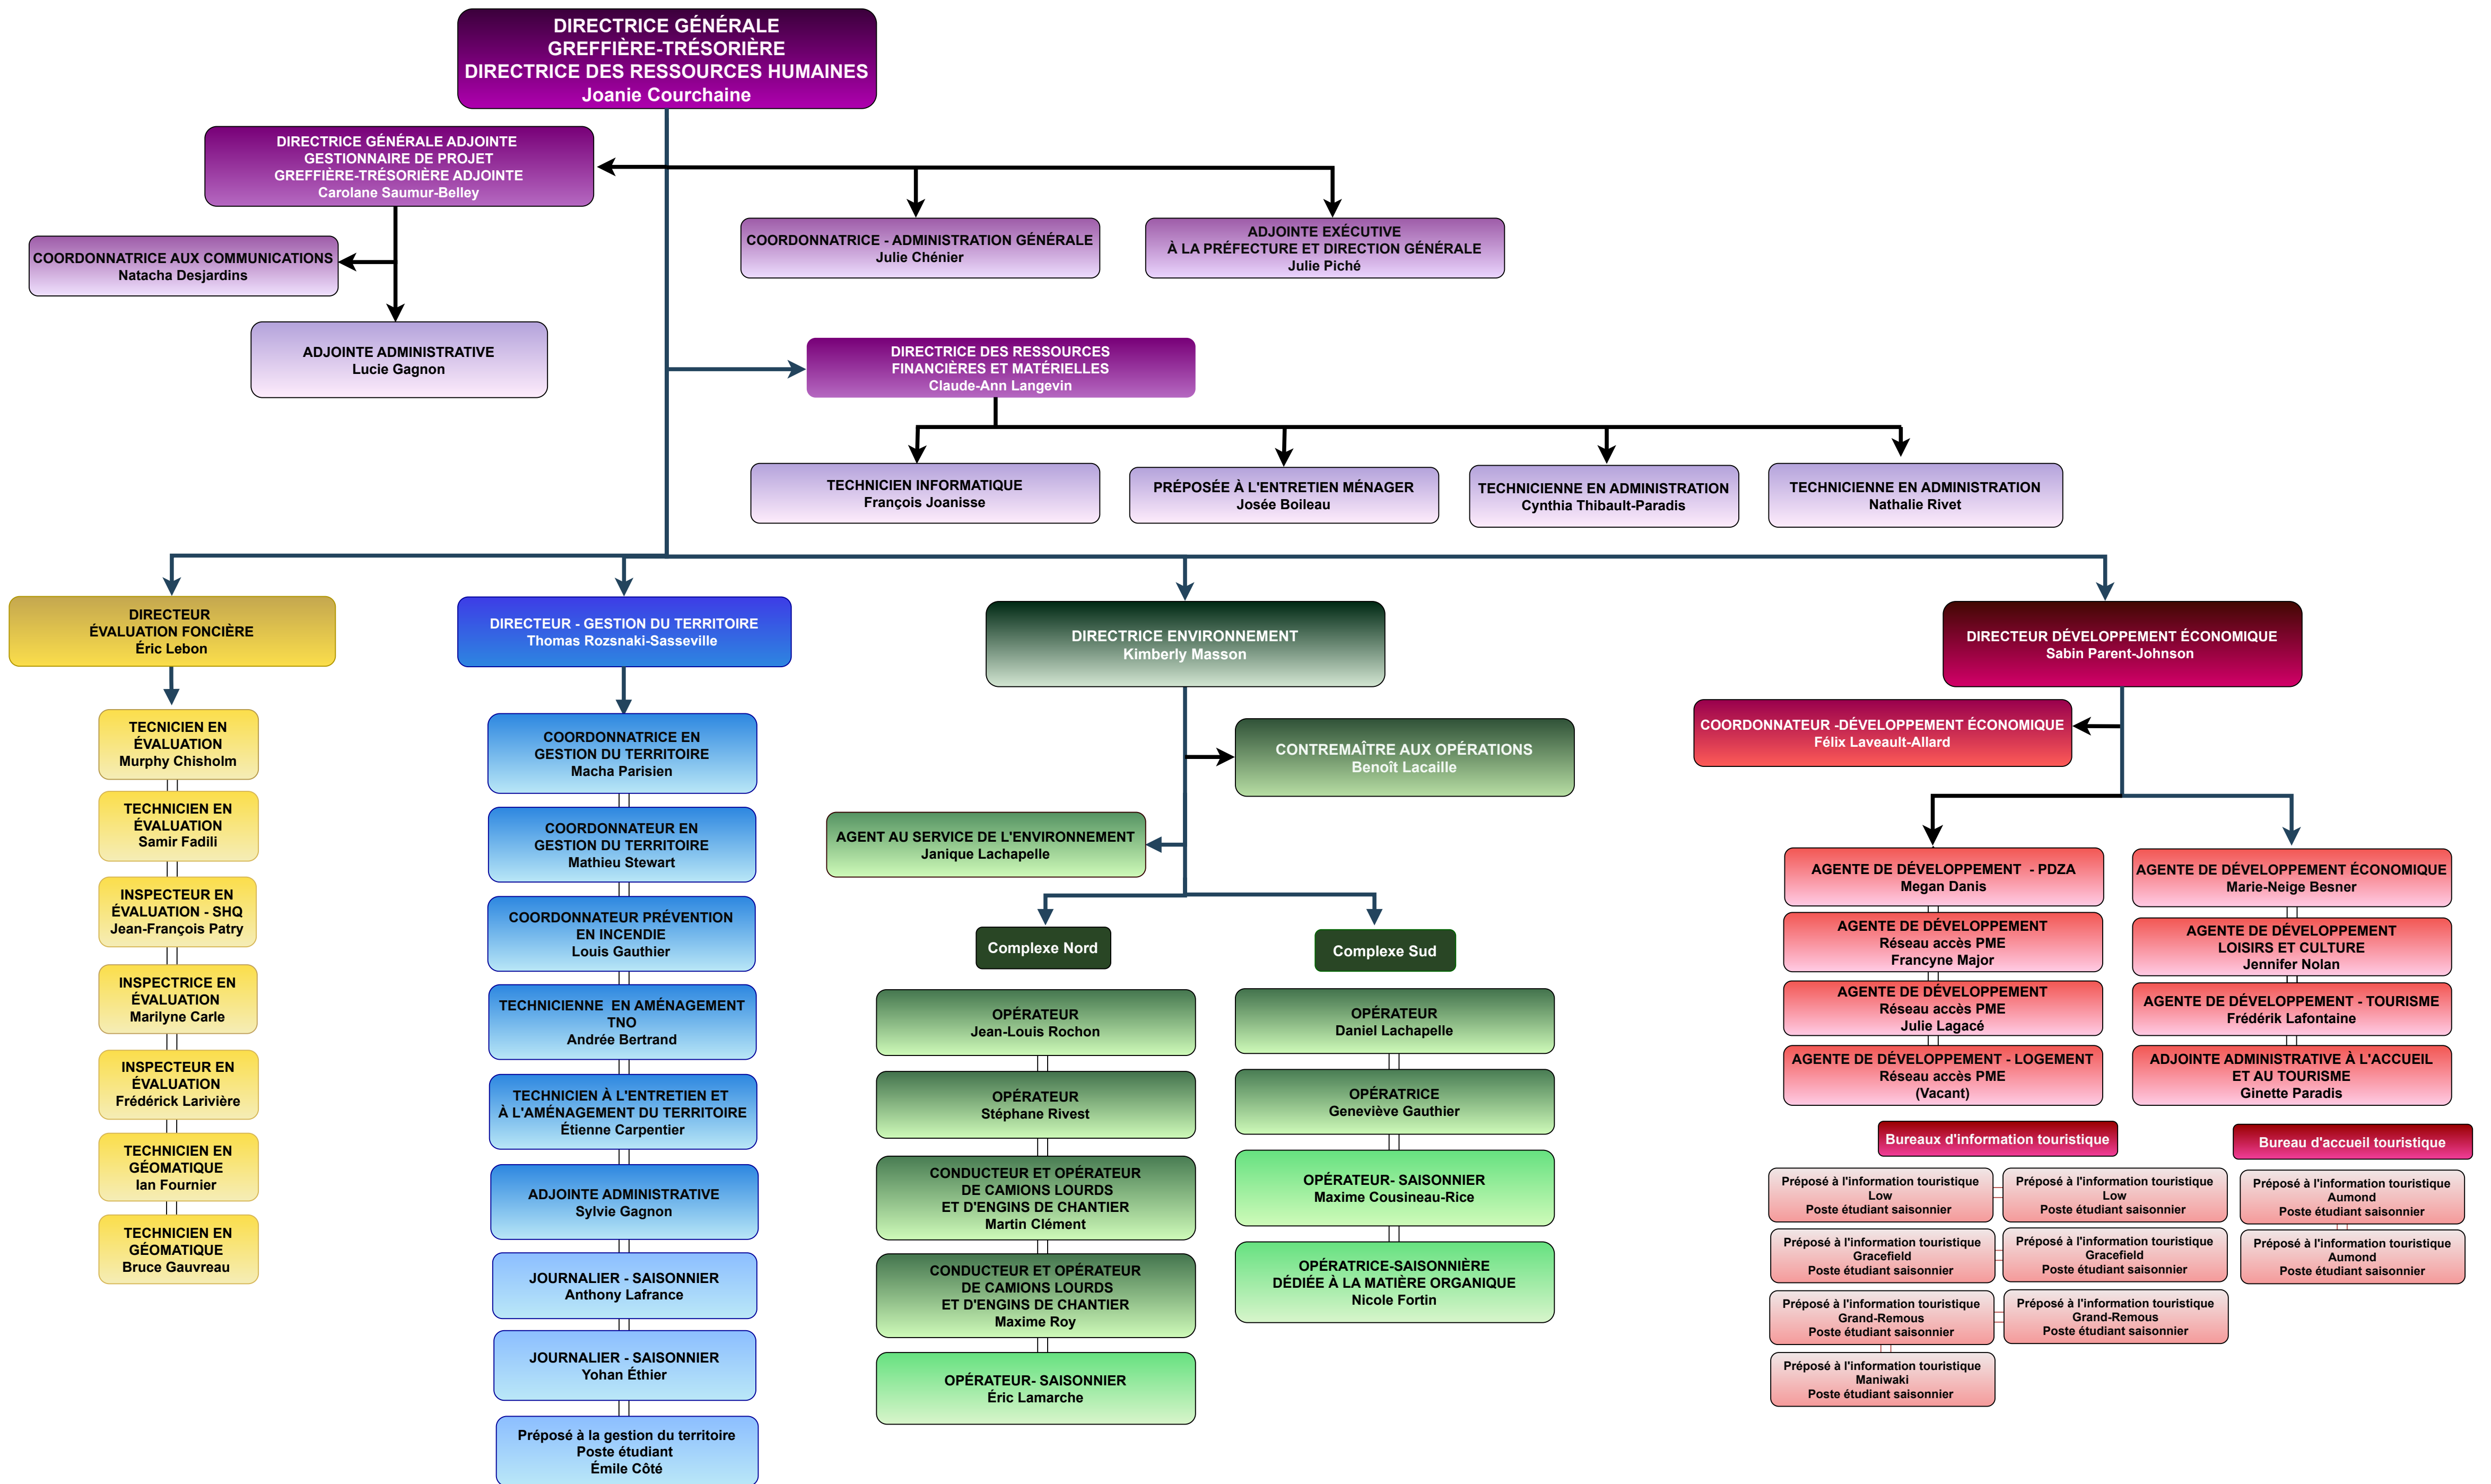 DIRECTRICE GÉNÉRALE
GREFFIÈRE-TRÉSORIÈRE
DIRECTRICE DES RESSOURCES HUMAINES
Joanie Courchaine
DIRECTRICE GÉNÉRALE ADJOINTE
GESTIONNAIRE DE PROJET
GREFFIÈRE-TRÉSORIÈRE ADJOINTE
Carolane Saumur-Belley
COORDONNATRICE AUX COMMUNICATIONS
Natacha Desjardins
ADJOINTE ADMINISTRATIVE
Lucie Gagnon
COORDONNATRICE - ADMINISTRATION GÉNÉRALE
Julie Chénier
ADJOINTE EXÉCUTIVE
À LA PRÉFECTURE ET DIRECTION GÉNÉRALE
Julie Piché
DIRECTRICE DES RESSOURCES
FINANCIÈRES ET MATÉRIELLES
Claude-Ann Langevin
TECHNICIEN INFORMATIQUE
François Joanisse
PRÉPOSÉE À L'ENTRETIEN MÉNAGER
Josée Boileau
TECHNICIENNE EN ADMINISTRATION
Cynthia Thibault-Paradis
TECHNICIENNE EN ADMINISTRATION
Nathalie Rivet
DIRECTEUR
ÉVALUATION FONCIÈRE
Éric Lebon
TECNICIEN EN
ÉVALUATION
Murphy Chisholm
TECHNICIEN EN
ÉVALUATION
Samir Fadili
INSPECTEUR EN
ÉVALUATION - SHQ
Jean-François Patry
INSPECTRICE EN
ÉVALUATION
Marilyne Carle
INSPECTEUR EN
ÉVALUATION
Frédérick Larivière
TECHNICIEN EN
GÉOMATIQUE
Ian Fournier
TECHNICIEN EN
GÉOMATIQUE
Bruce Gauvreau
DIRECTEUR - GESTION DU TERRITOIRE
Thomas Rozsnaki-Sasseville
COORDONNATRICE EN
GESTION DU TERRITOIRE
Macha Parisien
COORDONNATEUR EN
GESTION DU TERRITOIRE
Mathieu Stewart
COORDONNATEUR PRÉVENTION
EN INCENDIE
Louis Gauthier
TECHNICIENNE  EN AMÉNAGEMENT
TNO
Andrée Bertrand
TECHNICIEN À L'ENTRETIEN ET
À L'AMÉNAGEMENT DU TERRITOIRE
Étienne Carpentier
ADJOINTE ADMINISTRATIVE
Sylvie Gagnon
JOURNALIER - SAISONNIER
Anthony Lafrance
JOURNALIER - SAISONNIER
Yohan Éthier
Préposé à la gestion du territoire
Poste étudiant
Émile Côté
DIRECTRICE ENVIRONNEMENT
Kimberly Masson
CONTREMAÎTRE AUX OPÉRATIONS
Benoît Lacaille
AGENT AU SERVICE DE L'ENVIRONNEMENT
Janique Lachapelle
Complexe Nord
OPÉRATEUR
Jean-Louis Rochon
OPÉRATEUR
Stéphane Rivest
CONDUCTEUR ET OPÉRATEUR
DE CAMIONS LOURDS
ET D'ENGINS DE CHANTIER
Martin Clément
CONDUCTEUR ET OPÉRATEUR
DE CAMIONS LOURDS
ET D'ENGINS DE CHANTIER
Maxime Roy
OPÉRATEUR- SAISONNIER
Éric Lamarche
Complexe Sud
OPÉRATEUR
Daniel Lachapelle
OPÉRATRICE
Geneviève Gauthier
OPÉRATEUR- SAISONNIER
Maxime Cousineau-Rice
OPÉRATRICE-SAISONNIÈRE
DÉDIÉE À LA MATIÈRE ORGANIQUE
Nicole Fortin
DIRECTEUR DÉVELOPPEMENT ÉCONOMIQUE
Sabin Parent-Johnson
COORDONNATEUR -DÉVELOPPEMENT ÉCONOMIQUE
Félix Laveault-Allard
AGENTE DE DÉVELOPPEMENT  - PDZA
Megan Danis
AGENTE DE DÉVELOPPEMENT
Réseau accès PME
Francyne Major
AGENTE DE DÉVELOPPEMENT
Réseau accès PME
Julie Lagacé
AGENTE DE DÉVELOPPEMENT - LOGEMENT
Réseau accès PME
(Vacant)
AGENTE DE DÉVELOPPEMENT ÉCONOMIQUE
Marie-Neige Besner
AGENTE DE DÉVELOPPEMENT
LOISIRS ET CULTURE
Jennifer Nolan
AGENTE DE DÉVELOPPEMENT - TOURISME
Frédérik Lafontaine
ADJOINTE ADMINISTRATIVE À L'ACCUEIL
ET AU TOURISME
Ginette Paradis
Bureaux d'information touristique
Préposé à l'information touristique
Low
Poste étudiant saisonnier
Préposé à l'information touristique
Low
Poste étudiant saisonnier
Préposé à l'information touristique
Gracefield
Poste étudiant saisonnier
Préposé à l'information touristique
Gracefield
Poste étudiant saisonnier
Préposé à l'information touristique
Grand-Remous
Poste étudiant saisonnier
Préposé à l'information touristique
Grand-Remous
Poste étudiant saisonnier
Préposé à l'information touristique
Maniwaki
Poste étudiant saisonnier
Bureau d'accueil touristique
Préposé à l'information touristique
Aumond
Poste étudiant saisonnier
Préposé à l'information touristique
Aumond
Poste étudiant saisonnier